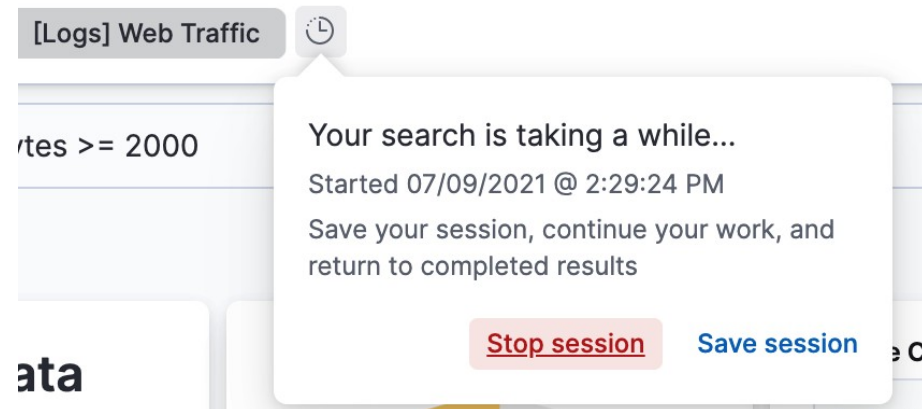 [Logs] Web Traffic
ytes >= 2000
Your search is taking a while...
Started 07/09/2021 @ 2:29:24 PM
Save your session, continue your work, and
return to completed results
Stop session
Save session
ata
e C